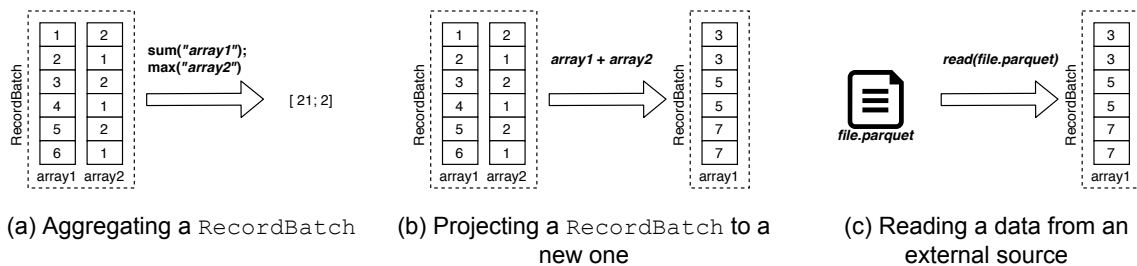 RecordBatch
1 2
2 1
3 2
4 1
5 2
6 1
array1 array2
sum("array1");
max("array2")
[ 21; 2]
(a) Aggregating a RecordBatch
RecordBatch
1 2
2 1
3 2
4 1
5 2
6 1
array1 array2
array1 + array2
RecordBatch
3
3
5
5
7
7
array1
(b) Projecting a RecordBatch to a
new one
file.parquet
read(file.parquet)
RecordBatch
3
3
5
5
7
7
array1
(c) Reading a data from an
external source